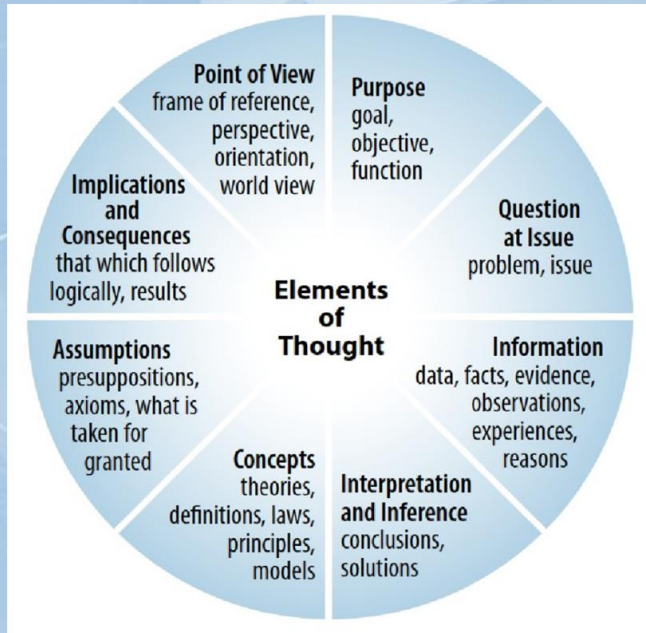 Point of View
frame of reference,
perspective,
orientation,
world view
Purpose
goal,
objective,
function
Question
at Issue
problem, issue
Information
data, facts, evidence,
observations,
experiences,
reasons
Interpretation
and Inference
conclusions,
solutions
Concepts
theories,
definitions, laws,
principles,
models
Assumptions
presuppositions,
axioms, what is
taken for
granted
Implications
and
Consequences
that which follows
logically, results
Elements
of
Thought